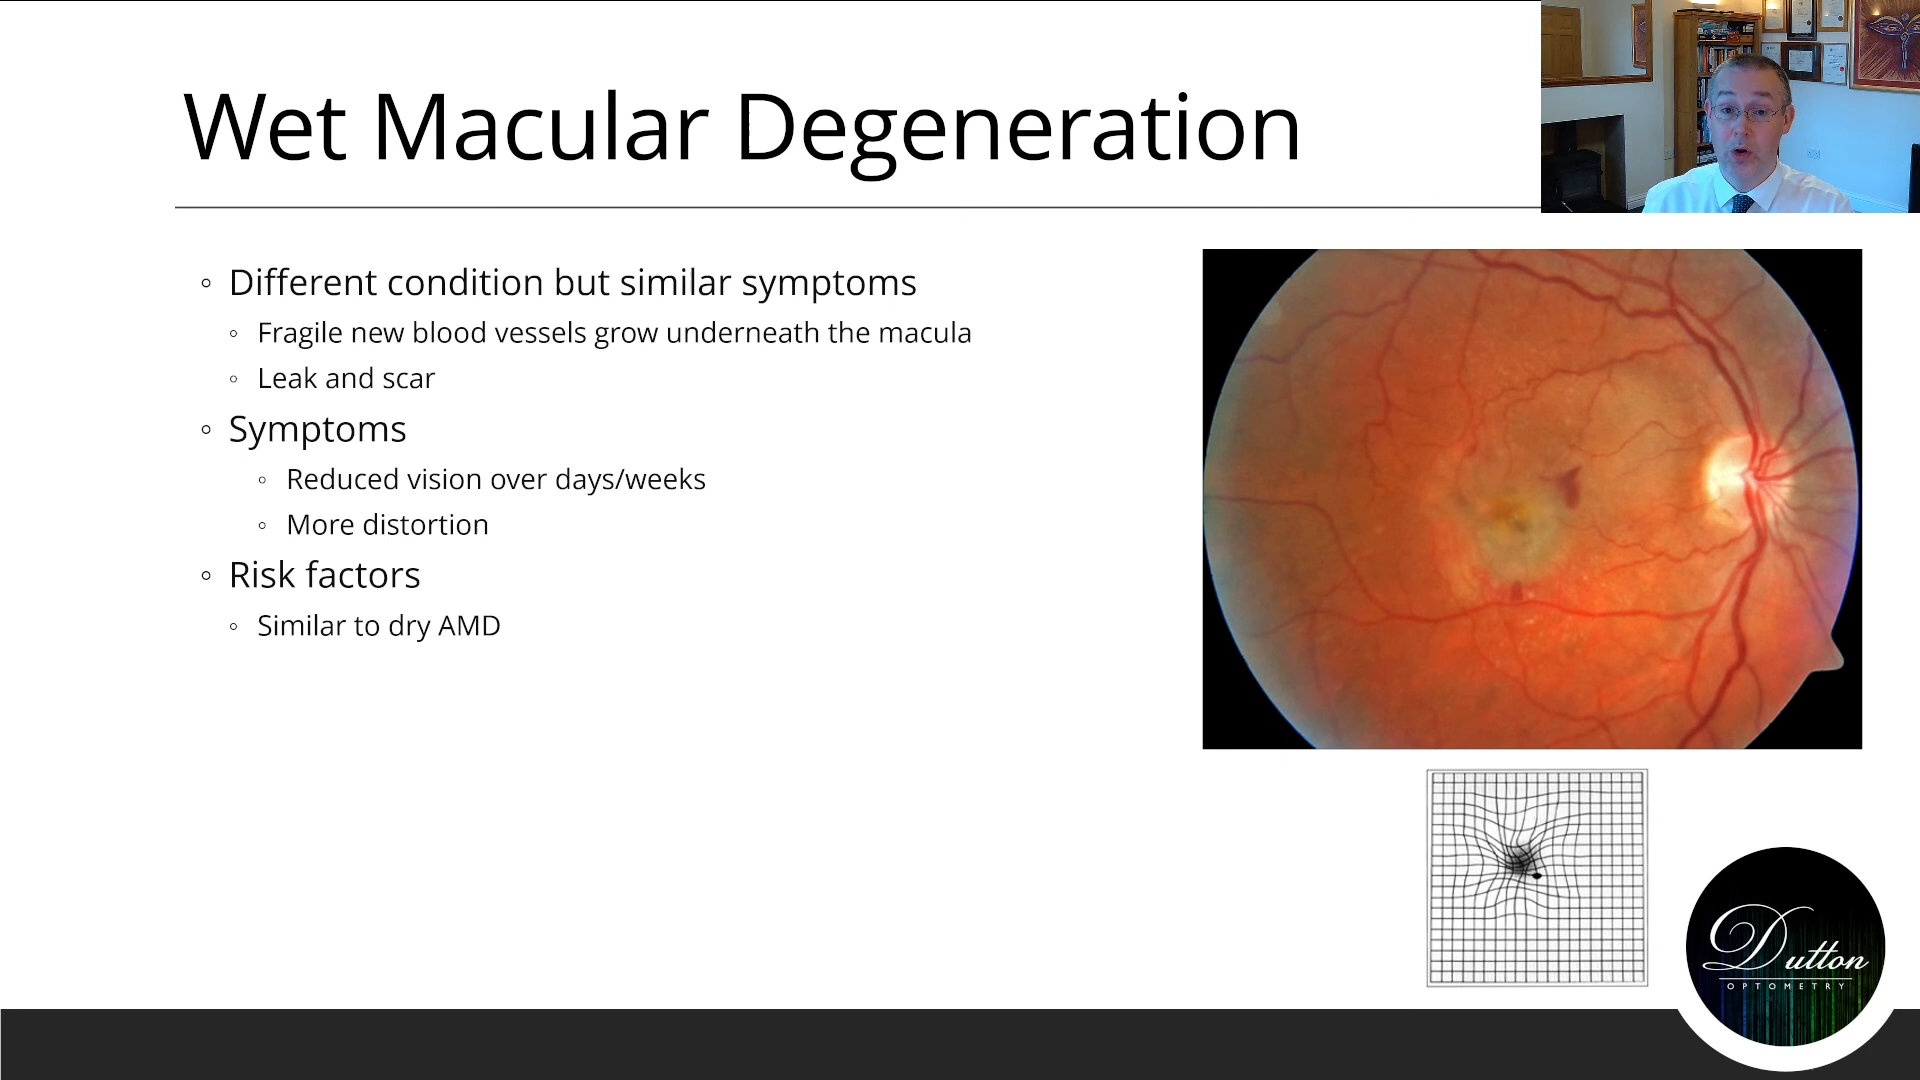 Wet Macular Degeneration
◦ Different condition but similar symptoms
◦ Fragile new blood vessels grow underneath the macula
◦ Leak and scar
◦ Symptoms
◦ Reduced vision over days/weeks
◦ More distortion
◦ Risk factors
◦ Similar to dry AMD
Dutton
OPTOMETRY